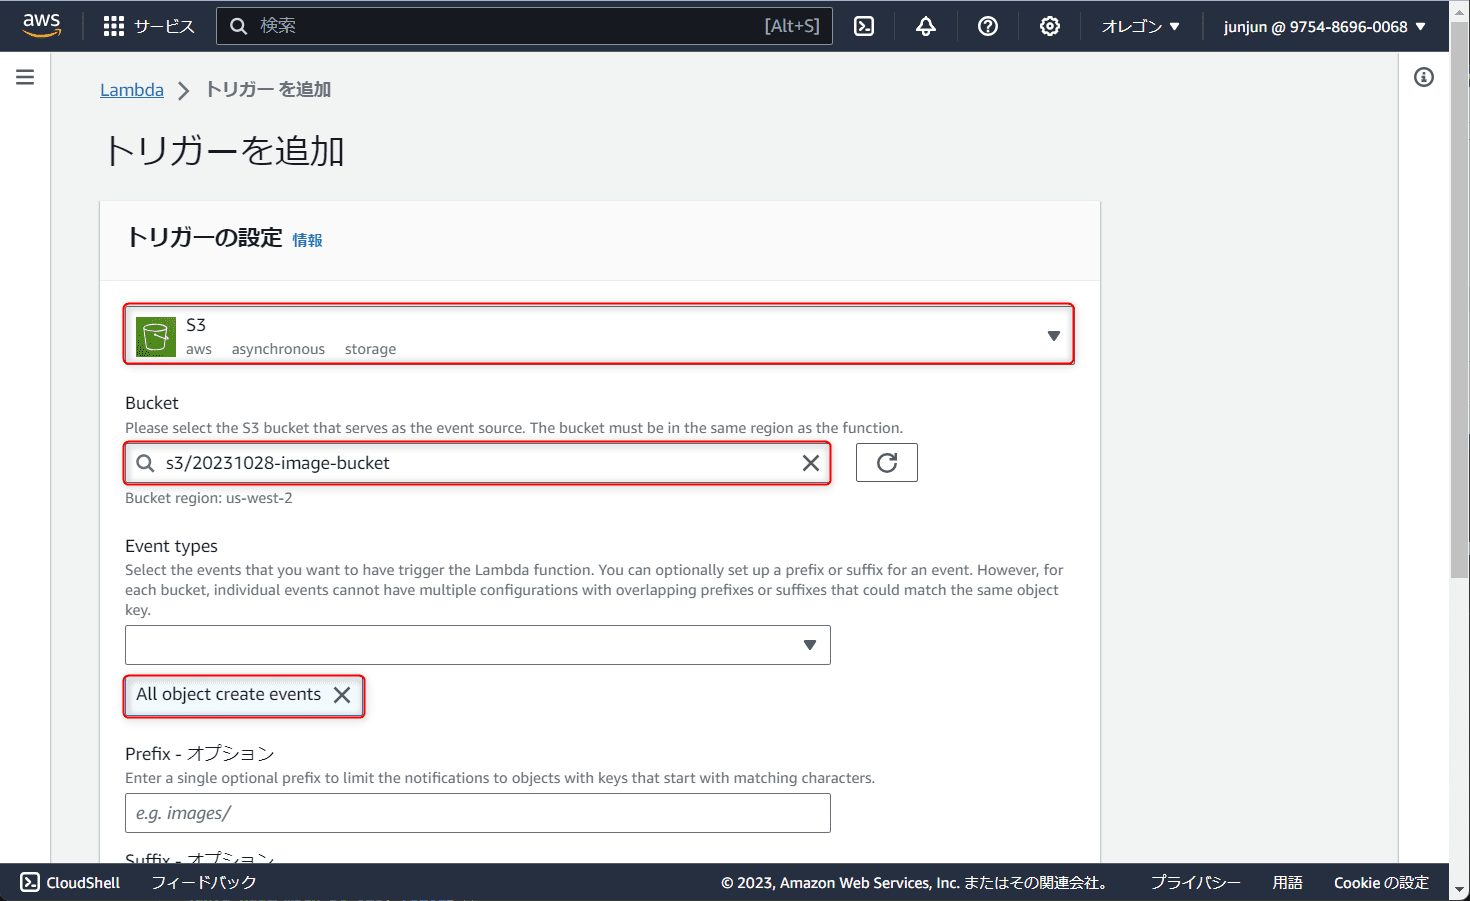 aws サービス 検索 [Alt+S] オレゴン ▼ junjun @ 9754-8696-0068 ▼
Lambda > トリガー を追加
トリガーを追加
トリガーの設定 情報
S3
aws asynchronous storage
Bucket
Please select the S3 bucket that serves as the event source. The bucket must be in the same region as the function.
s3/20231028-image-bucket
Bucket region: us-west-2
Event types
Select the events that you want to have trigger the Lambda function. You can optionally set up a prefix or suffix for an event. However, for
each bucket, individual events cannot have multiple configurations with overlapping prefixes or suffixes that could match the same object
key.
All object create events
Prefix - オプション
Enter a single optional prefix to limit the notifications to objects with keys that start with matching characters.
e.g. images/
Suffix - オプション
CloudShell フィードバック © 2023, Amazon Web Services, Inc. またはその関連会社。 プライバシー 用語 Cookie の設定